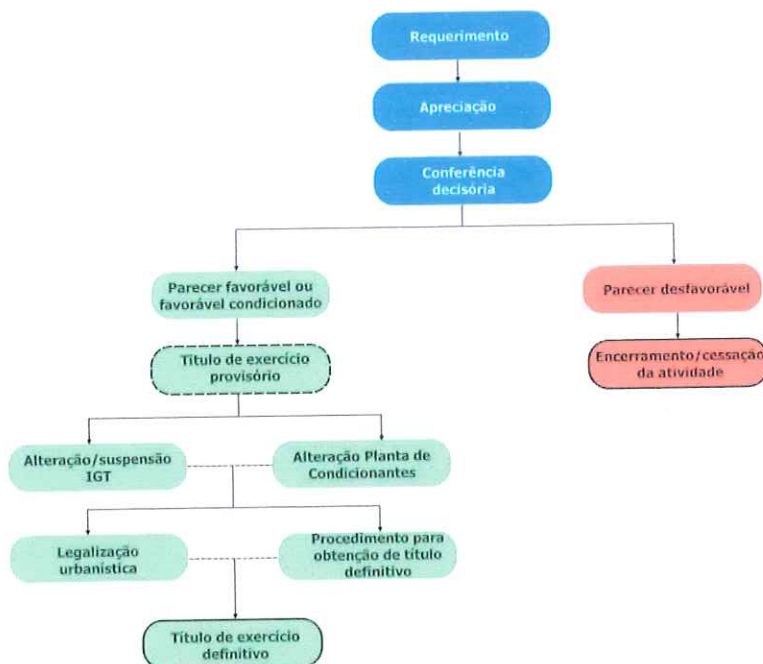 Requerimento
Apreciação
Conferência
decisória
Parecer favorável ou
favorável condicionado
Parecer desfavorável
Título de exercício
provisório
Encerramento/cessação
da atividade
Alteração/suspensão
IGT
Alteração Planta de
Condicionantes
Legalização
urbanística
Procedimento para
obtenção de título
definitivo
Título de exercício
definitivo